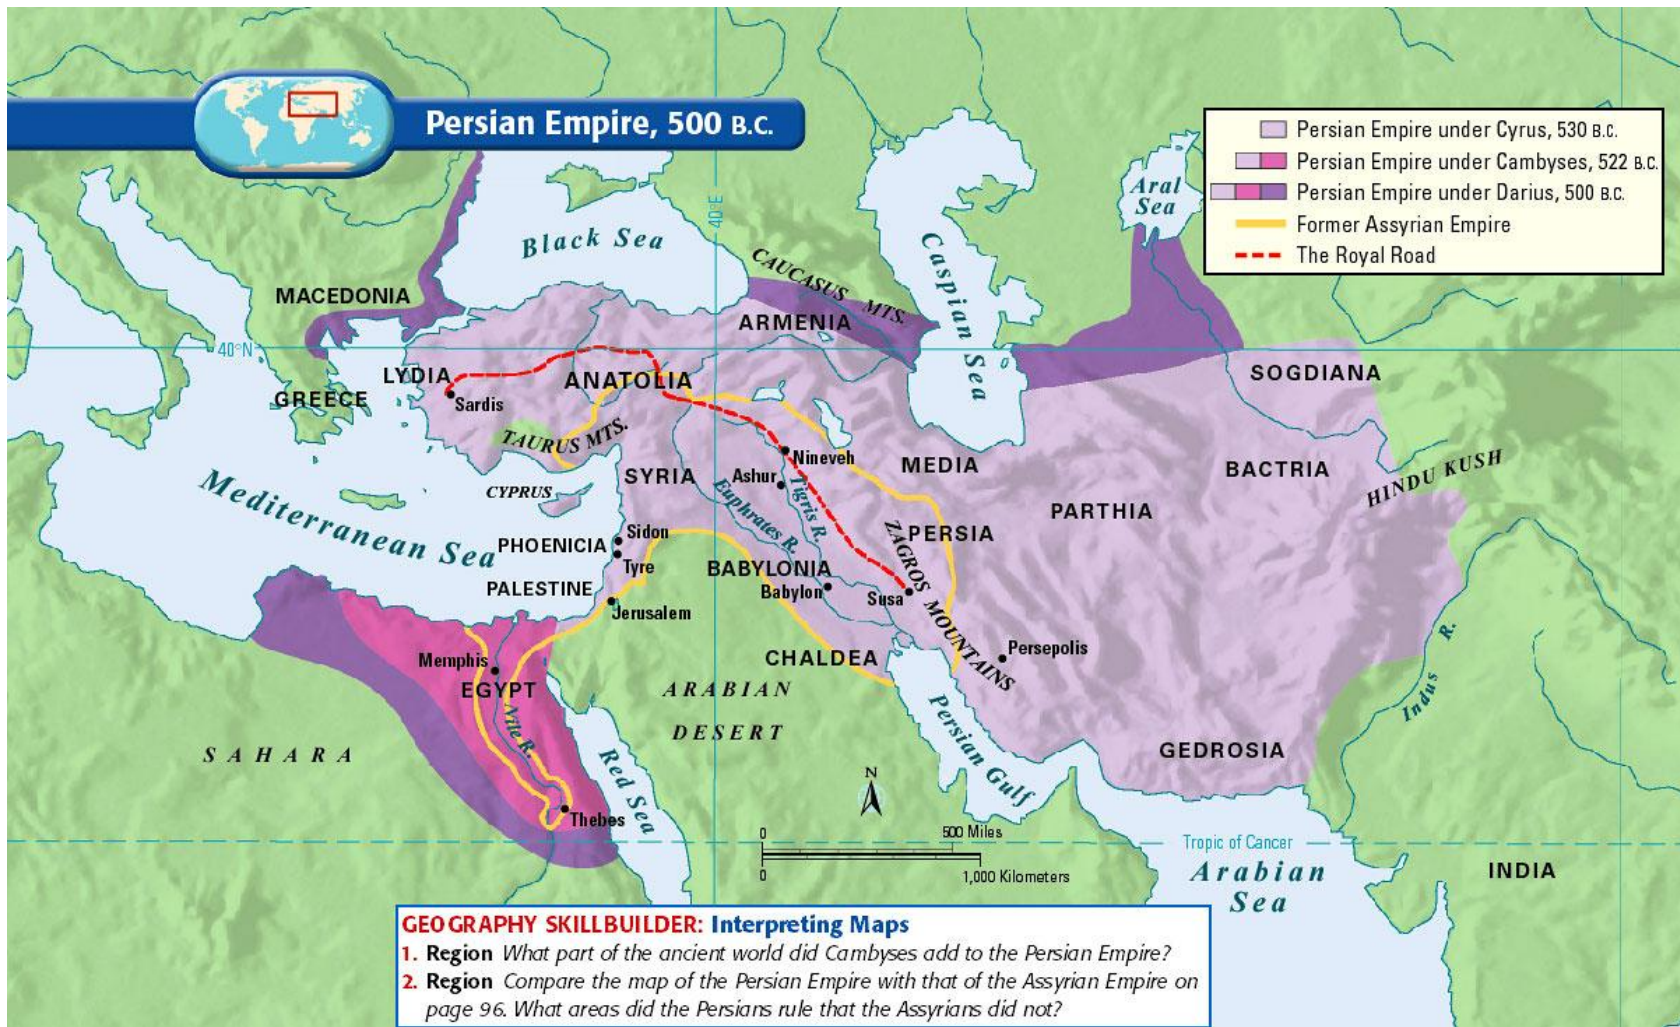 Persian Empire, 500 B.C.
Persian Empire under Cyrus, 530 B.C.
Persian Empire under Cambyses, 522 B.C.
Persian Empire under Darius, 500 B.C.
Former Assyrian Empire
The Royal Road
Aral
Sea
40°E
Black Sea
Caspian Sea
CAUCASUS MTS.
MACEDONIA
ARMENIA
40°N
LYDIA
ANATOLIA
SOGDIANA
GREECE
Sardis
TAURUS MTS.
Nineveh
MEDIA
BACTRIA
HINDU KUSH
SYRIA
Ashur
CYPRUS
Mediterranean Sea
Euphrates R.
Tigris R.
PARTHIA
ZAGROS MOUNTAINS
PERSIA
Sidon
PHOENICIA
Tyre
BABYLONIA
PALESTINE
Babylon
Susa
Jerusalem
Indus R.
Memphis
CHALDEA
Persepolis
EGYPT
ARABIAN
DESERT
Nile R.
Persian Gulf
SAHARA
Red Sea
GEDROSIA
N
Thebes
0
500 Miles
0
1,000 Kilometers
Tropic of Cancer
Arabian
Sea
INDIA
GEOGRAPHY SKILLBUILDER: Interpreting Maps
1. Region What part of the ancient world did Cambyses add to the Persian Empire?
2. Region Compare the map of the Persian Empire with that of the Assyrian Empire on
page 96. What areas did the Persians rule that the Assyrians did not?